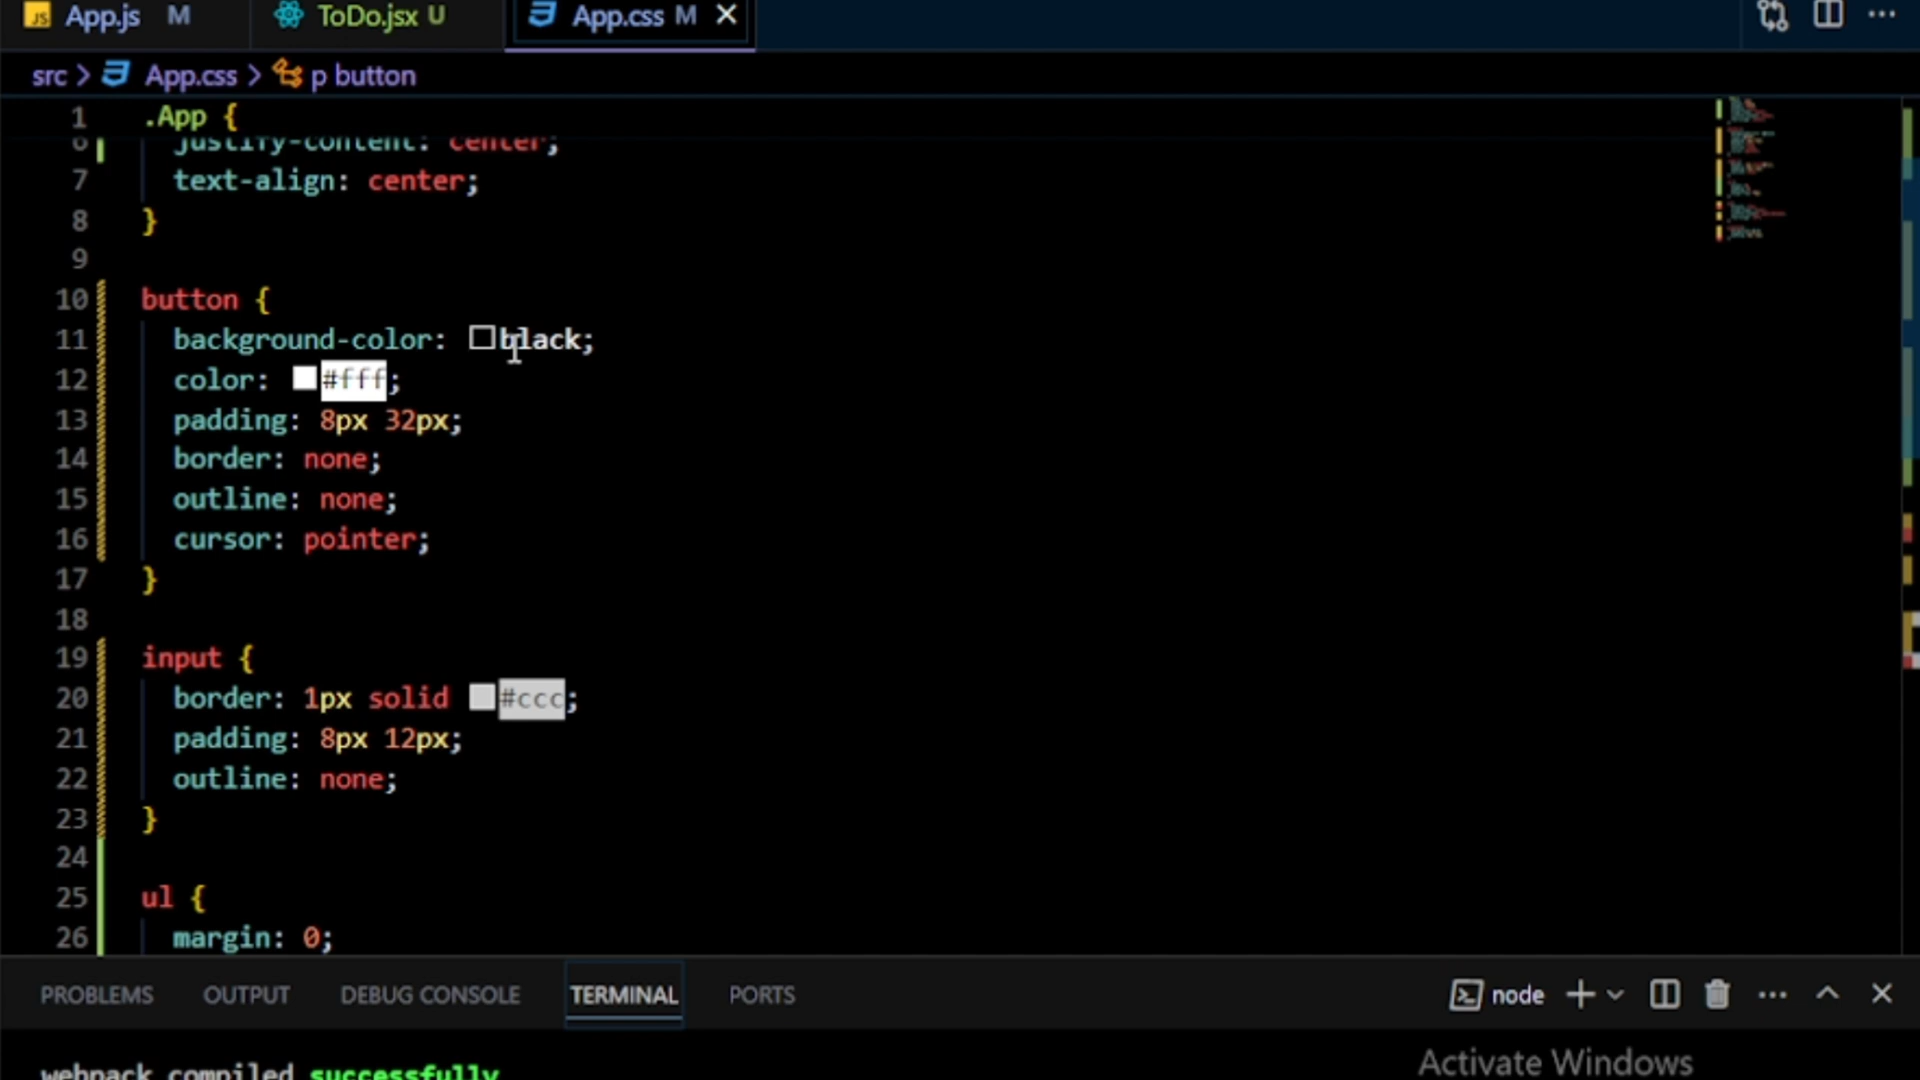 JS App.js M ToDo.jsx U App.css M
src > App.css > p button
1 .App {
6 justify-content: center;
7 text-align: center;
8 }
9
10 button {
11 background-color: black;
12 color: #fff;
13 padding: 8px 32px;
14 border: none;
15 outline: none;
16 cursor: pointer;
17 }
18
19 input {
20 border: 1px solid #ccc;
21 padding: 8px 12px;
22 outline: none;
23 }
24
25 ul {
26 margin: 0;
PROBLEMS OUTPUT DEBUG CONSOLE TERMINAL PORTS node
webpack compiled successfully
Activate Windows